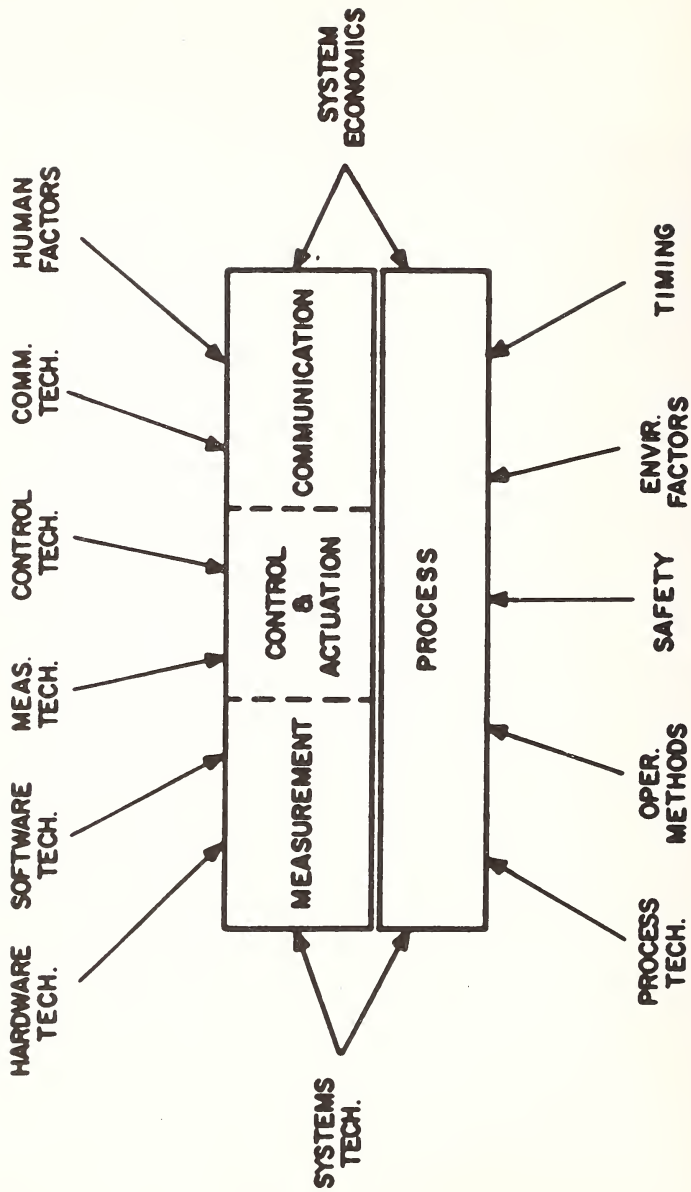 HARDWARE
TECH.
SOFTWARE
TECH.
MEAS.
TECH.
CONTROL
TECH.
COMM.
TECH.
HUMAN
FACTORS
SYSTEMS
TECH.
MEASUREMENT
CONTROL
&
ACTUATION
COMMUNICATION
SYSTEM
ECONOMICS
PROCESS
PROCESS
TECH.
OPER.
METHODS
SAFETY
ENVIR.
FACTORS
TIMING